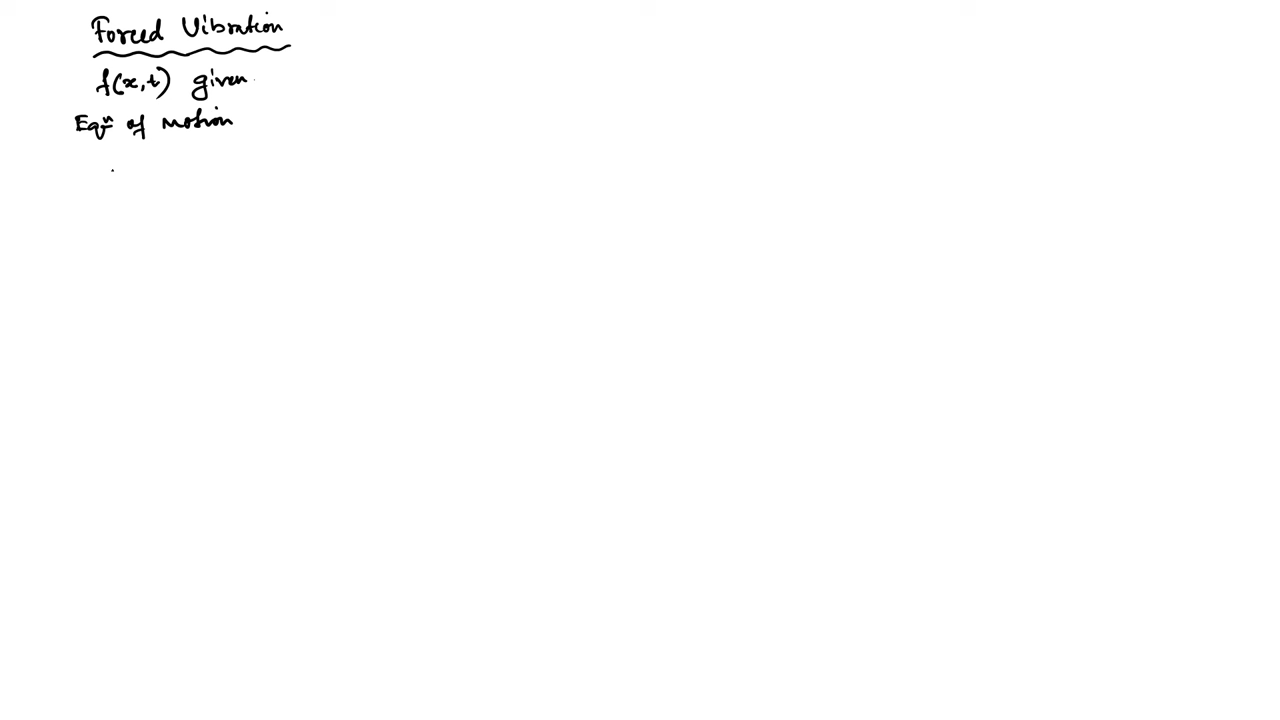 Forced Vibration
f(x,t) given
Eqⁿ of motion